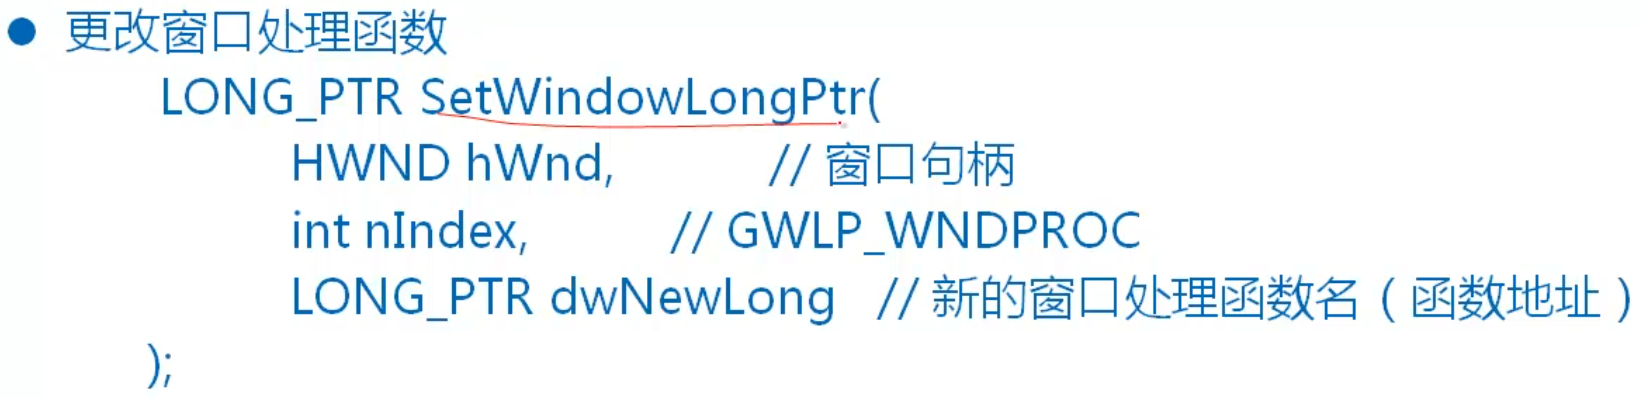 ● 更改窗口处理函数
LONG_PTR SetWindowLongPtr(
HWND hWnd, // 窗口句柄
int nIndex, // GWLP_WNDPROC
LONG_PTR dwNewLong // 新的窗口处理函数名（函数地址）
);